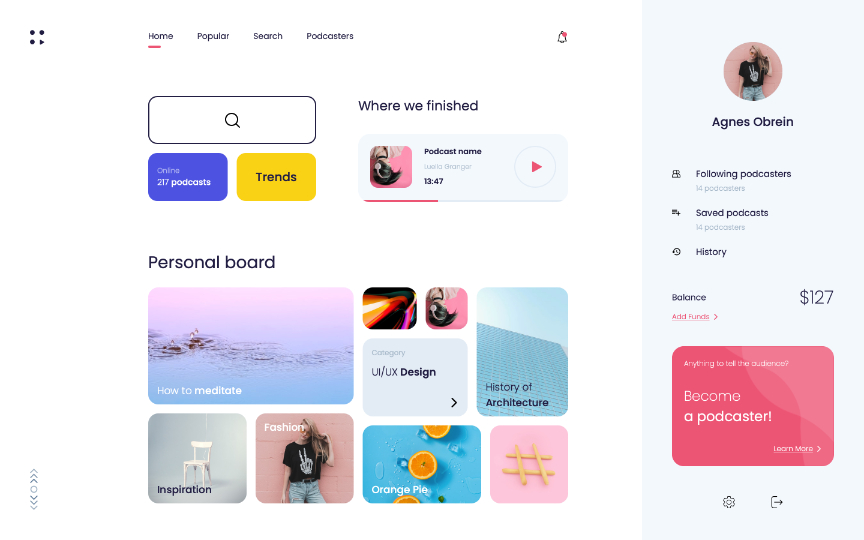 Home
Popular
Search
Podcasters
Online
217 podcasts
Trends
Where we finished
Podcast name
Luella Granger
13:47
Personal board
How to meditate
Category
UI/UX Design
History of
Architecture
Inspiration
Fashion
Orange Pie
Agnes Obrein
Following podcasters
14 podcasters
Saved podcasts
14 podcasters
History
Balance
$127
Add Funds
Anything to tell the audience?
Become
a podcaster!
Learn More